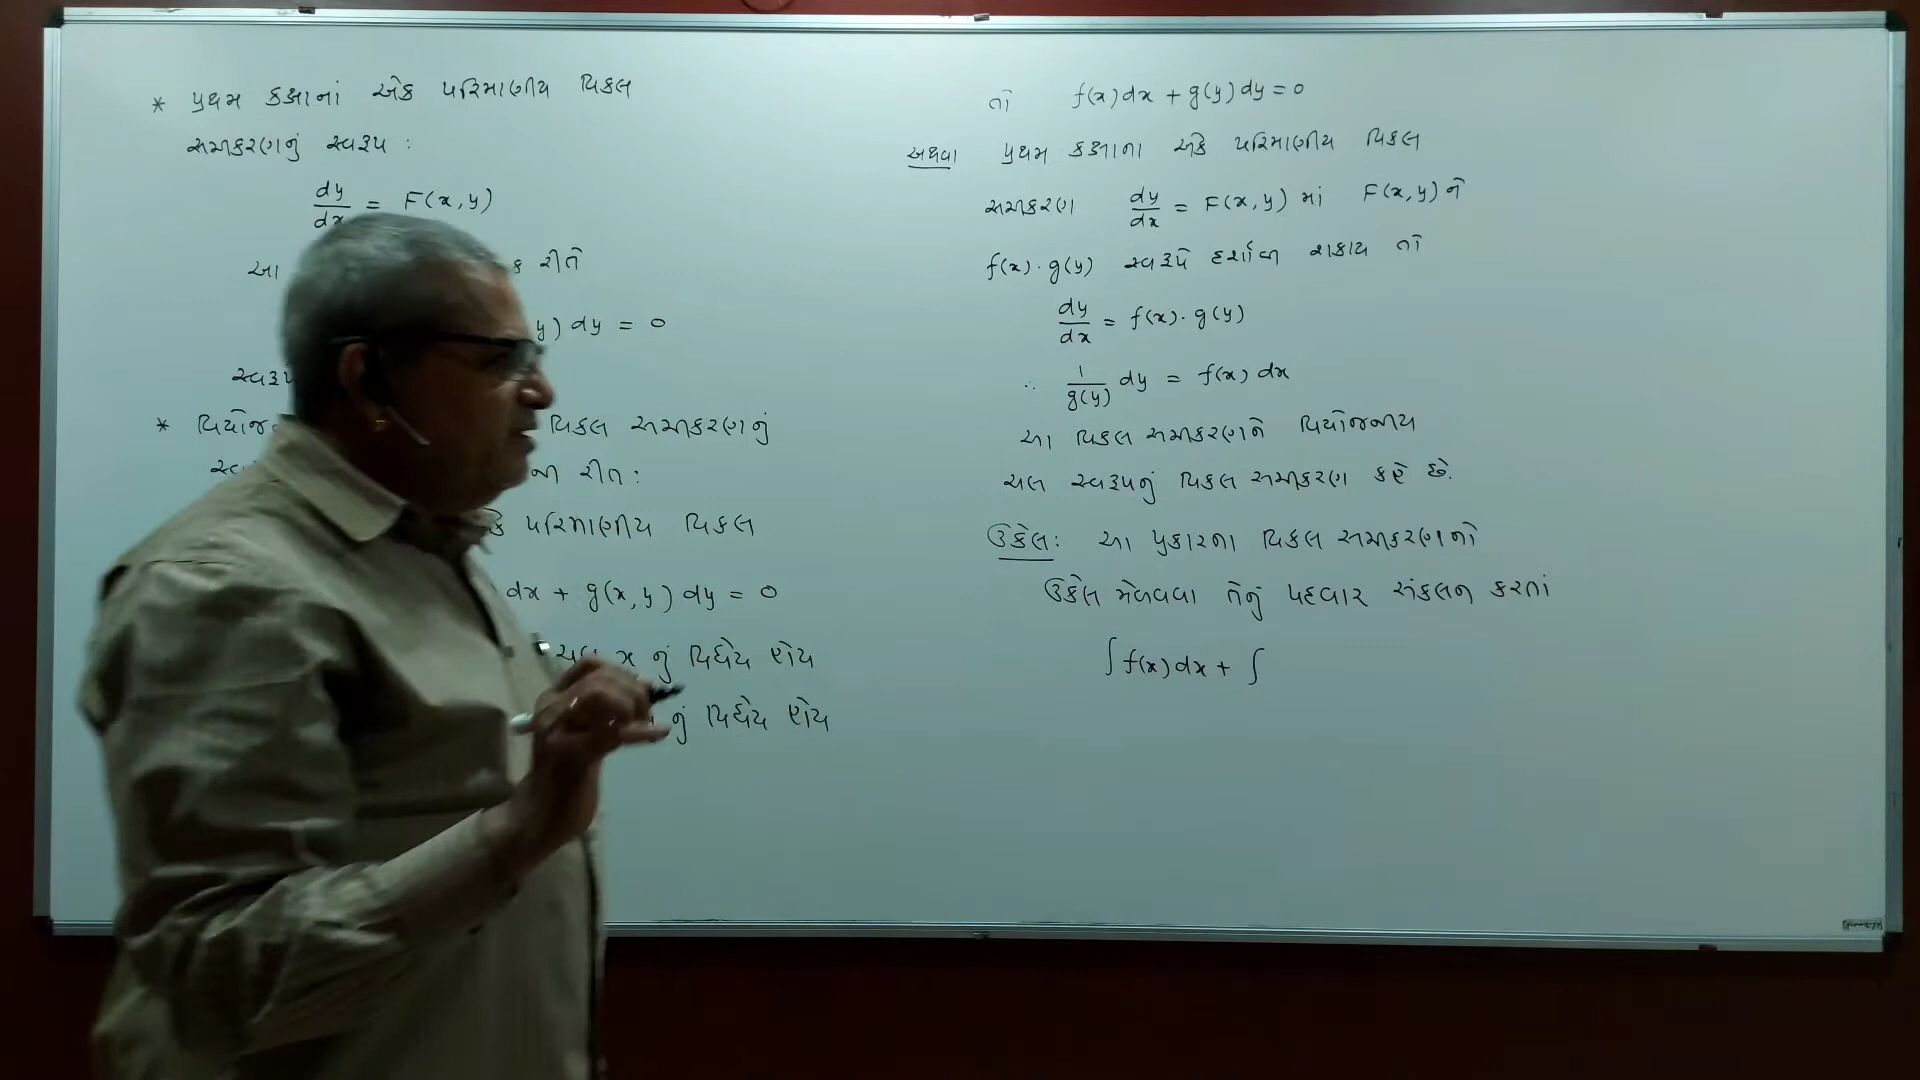 * પ્રથમ કક્ષાનાં એક પરિમાણીય વિકલ
સમીકરણનું સ્વરૂપ :
dy/dx = F(x, y)
આ રીતે
y) dy = 0
સ્વરૂપ
* વિયોજન વિકલ સમીકરણનું
ની રીત :
એક પરિમાણીય વિકલ
dx + g(x, y) dy = 0
ચલ x નું વિધેય હોય
નું વિધેય હોય
તો f(x) dx + g(y) dy = 0
અથવા પ્રથમ કક્ષાના એક પરિમાણીય વિકલ
સમીકરણ dy/dx = F(x, y) માં F(x, y) ને
f(x) · g(y) સ્વરૂપે દર્શાવી શકાય તો
dy/dx = f(x) · g(y)
∴ 1/g(y) dy = f(x) dx
આ વિકલ સમીકરણને વિયોજનીય
ચલ સ્વરૂપનું વિકલ સમીકરણ કહે છે.
ઉકેલ : આ પ્રકારના વિકલ સમીકરણનો
ઉકેલ મેળવવા તેનું પદવાર સંકલન કરતાં
∫ f(x) dx + ∫